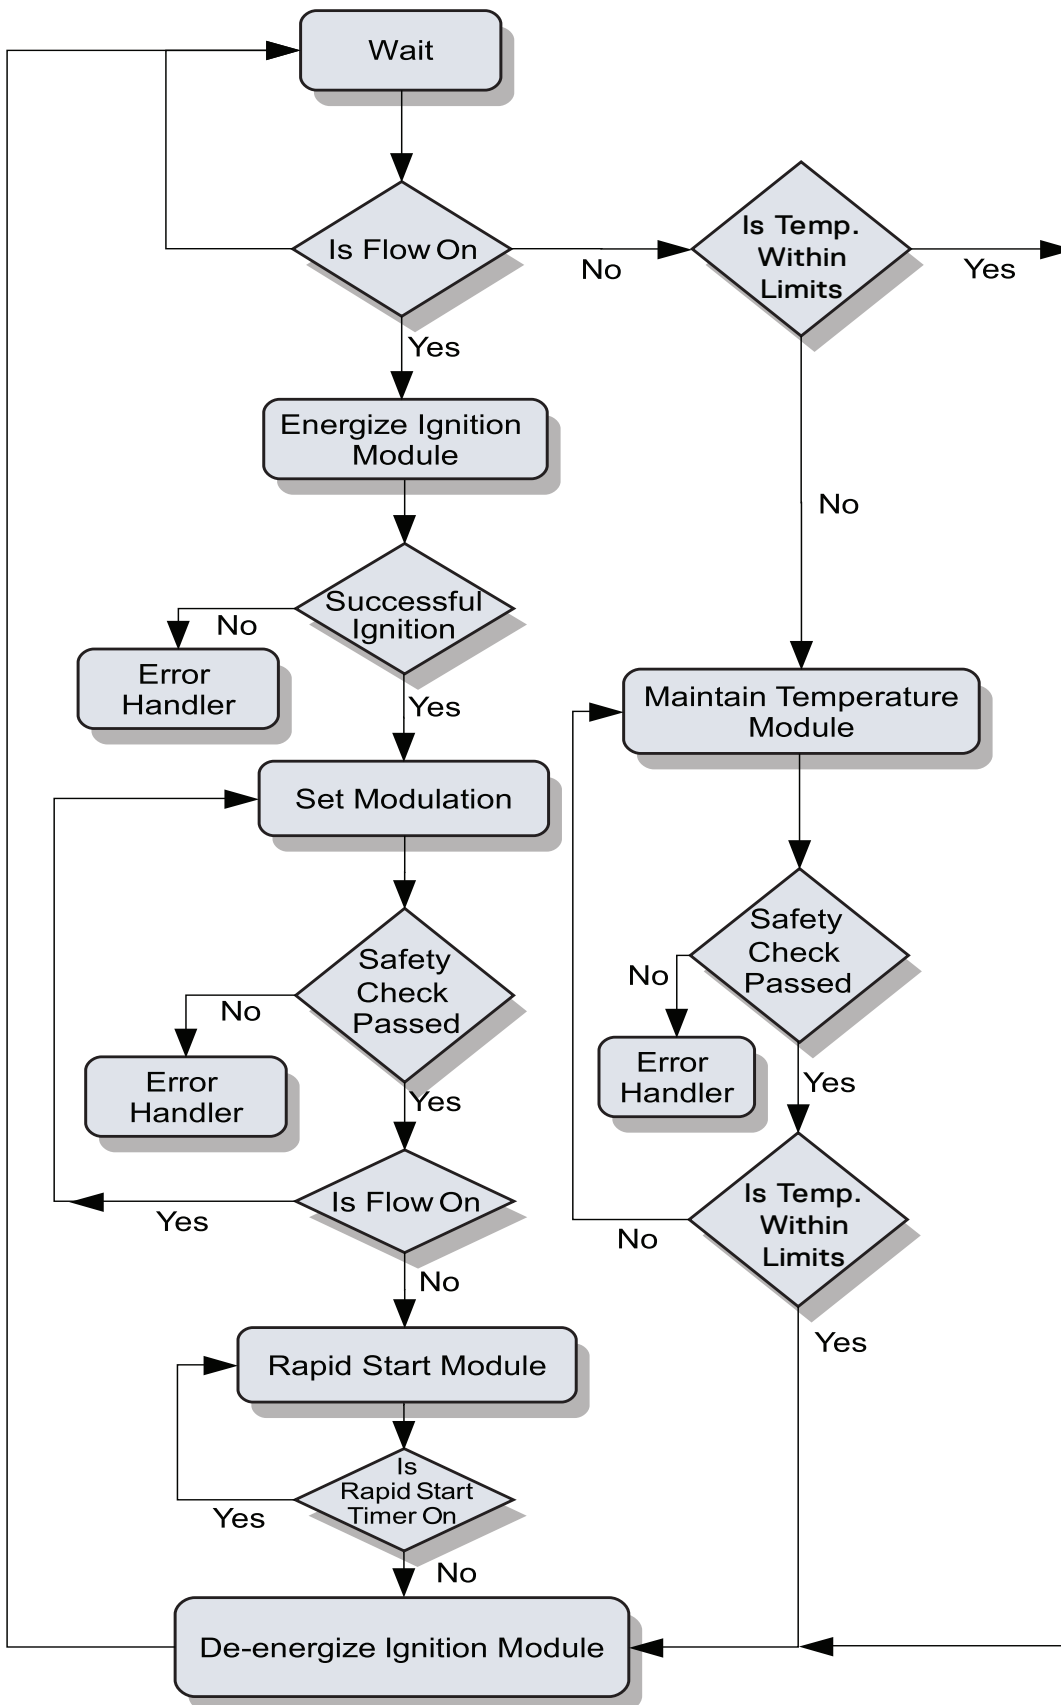 Wait
Is Flow On
No
Is Temp.
Within
Limits
Yes
Yes
Energize Ignition
Module
No
Successful
Ignition
No
Error
Handler
Yes
Maintain Temperature
Module
Set Modulation
Safety
Check
Passed
No
Safety
Check
Passed
No
Error
Handler
Error
Handler
Yes
Yes
Is Flow On
Yes
Is Temp.
Within
Limits
No
No
Yes
Rapid Start Module
Is
Rapid Start
Timer On
Yes
No
De-energize Ignition Module